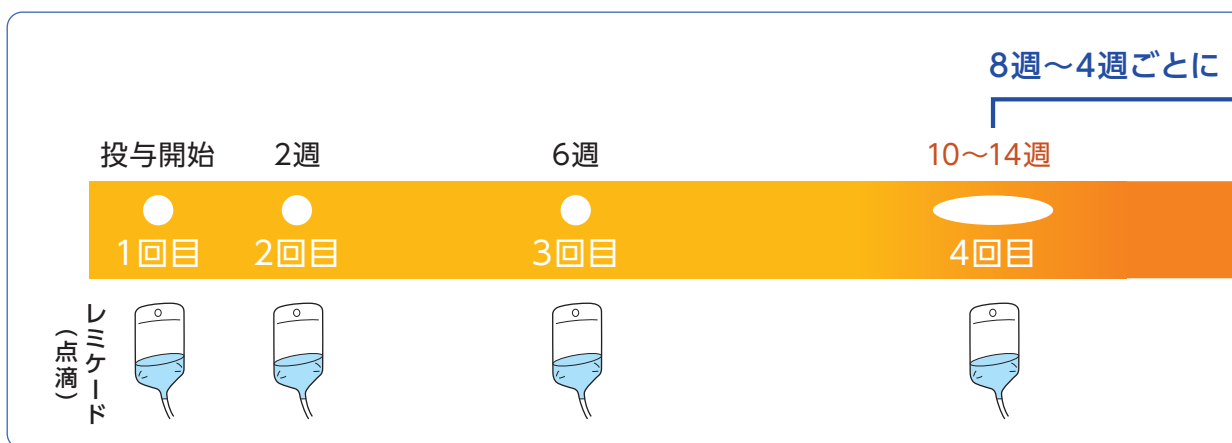 8週～4週ごとに
投与開始
2週
6週
10～14週
1回目
2回目
3回目
4回目
レミケード
（点滴）